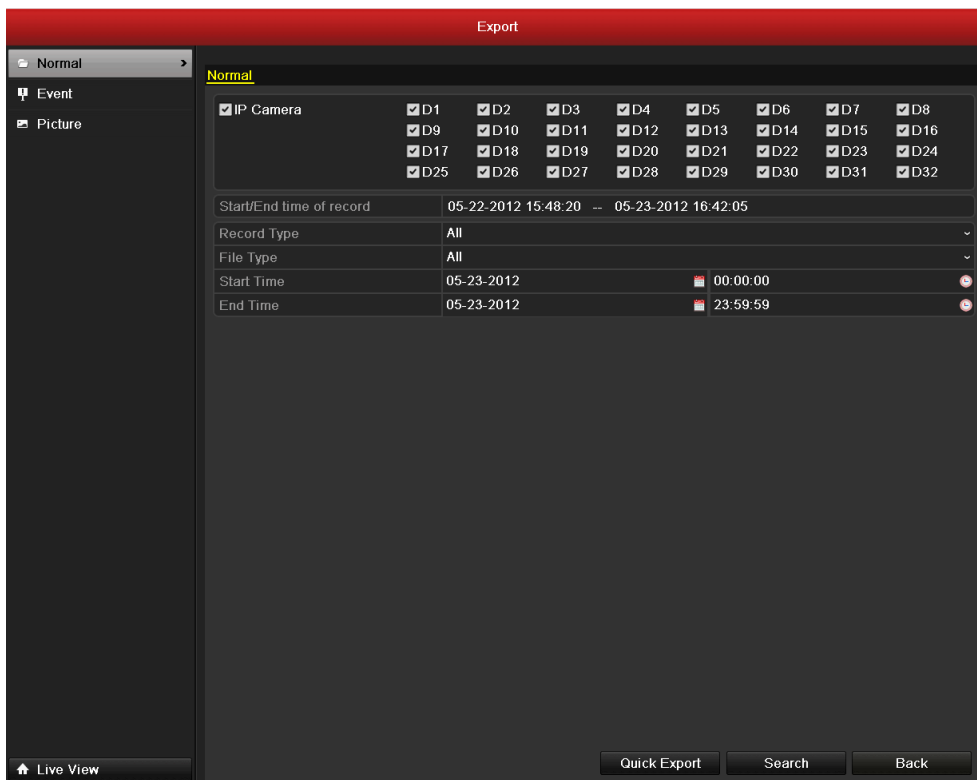 Export
Normal
Event
Picture
Live View
Normal
IP Camera D1 D2 D3 D4 D5 D6 D7 D8
D9 D10 D11 D12 D13 D14 D15 D16
D17 D18 D19 D20 D21 D22 D23 D24
D25 D26 D27 D28 D29 D30 D31 D32
Start/End time of record 05-22-2012 15:48:20 -- 05-23-2012 16:42:05
Record Type All
File Type All
Start Time 05-23-2012 00:00:00
End Time 05-23-2012 23:59:59
Quick Export Search Back